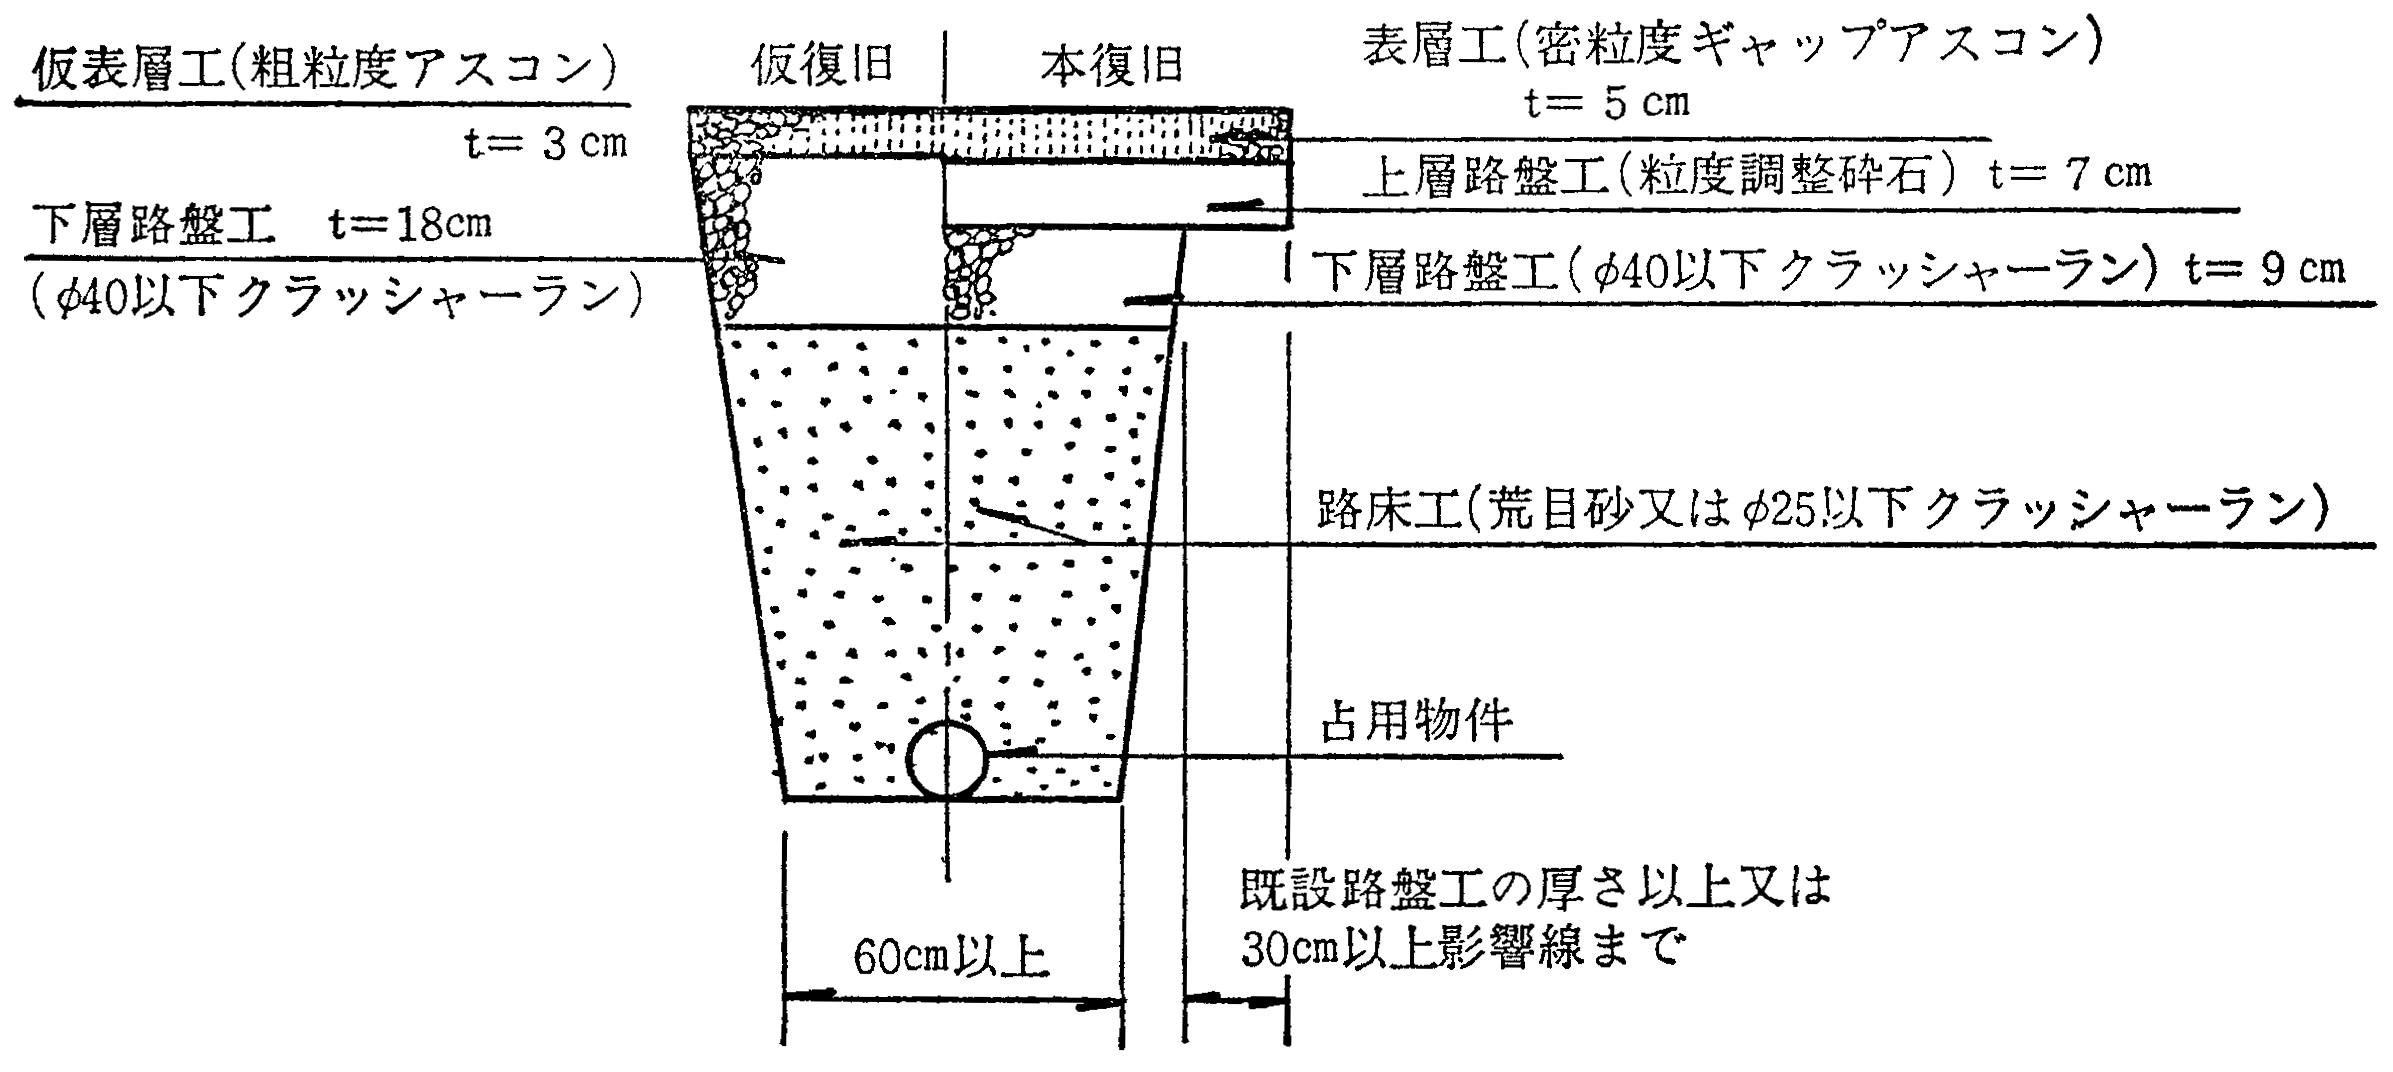 仮復旧
本復旧
仮表層工(粗粒度アスコン)
t= 3 cm
下層路盤工 t=18cm
(φ40以下クラッシャーラン)
表層工(密粒度ギャップアスコン)
t= 5 cm
上層路盤工(粒度調整砕石) t= 7 cm
下層路盤工(φ40以下クラッシャーラン) t= 9 cm
路床工(荒目砂又はφ25以下クラッシャーラン)
占用物件
既設路盤工の厚さ以上又は
30cm以上影響線まで
60cm以上